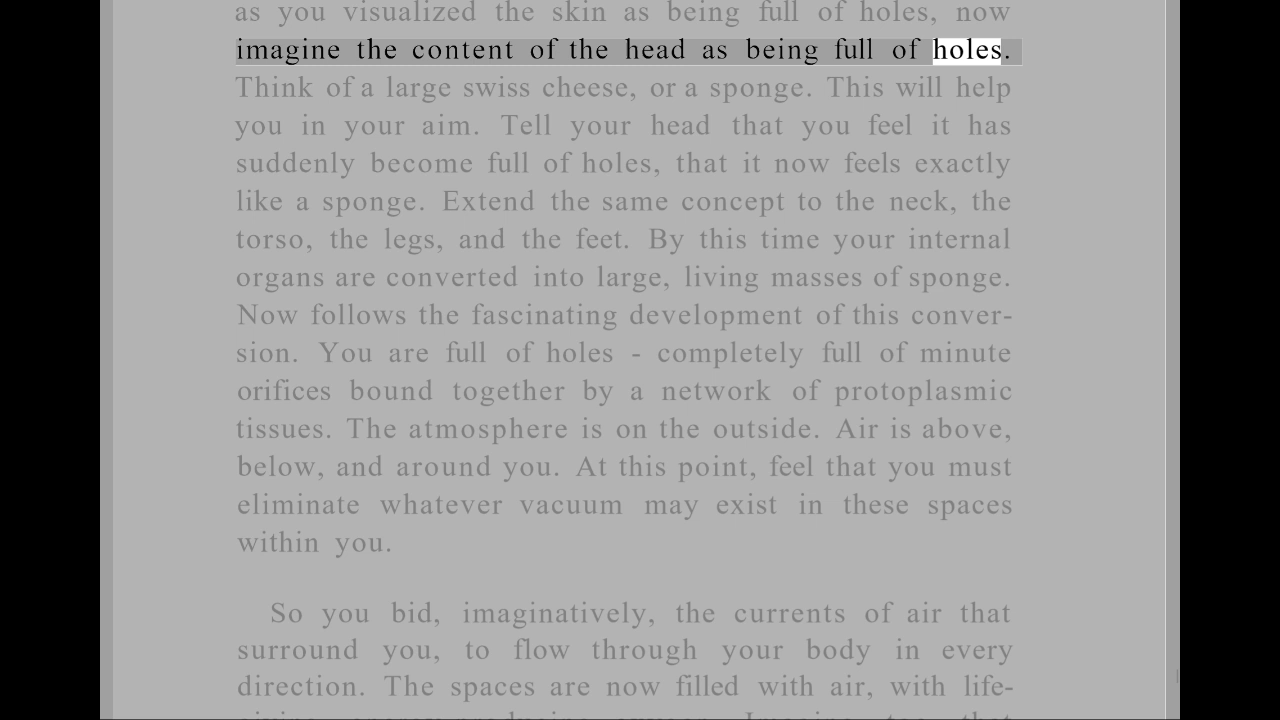 as you visualized the skin as being full of holes, now
imagine the content of the head as being full of holes.
Think of a large swiss cheese, or a sponge. This will help
you in your aim. Tell your head that you feel it has
suddenly become full of holes, that it now feels exactly
like a sponge. Extend the same concept to the neck, the
torso, the legs, and the feet. By this time your internal
organs are converted into large, living masses of sponge.
Now follows the fascinating development of this conver-
sion. You are full of holes - completely full of minute
orifices bound together by a network of protoplasmic
tissues. The atmosphere is on the outside. Air is above,
below, and around you. At this point, feel that you must
eliminate whatever vacuum may exist in these spaces
within you.
So you bid, imaginatively, the currents of air that
surround you, to flow through your body in every
direction. The spaces are now filled with air, with life-